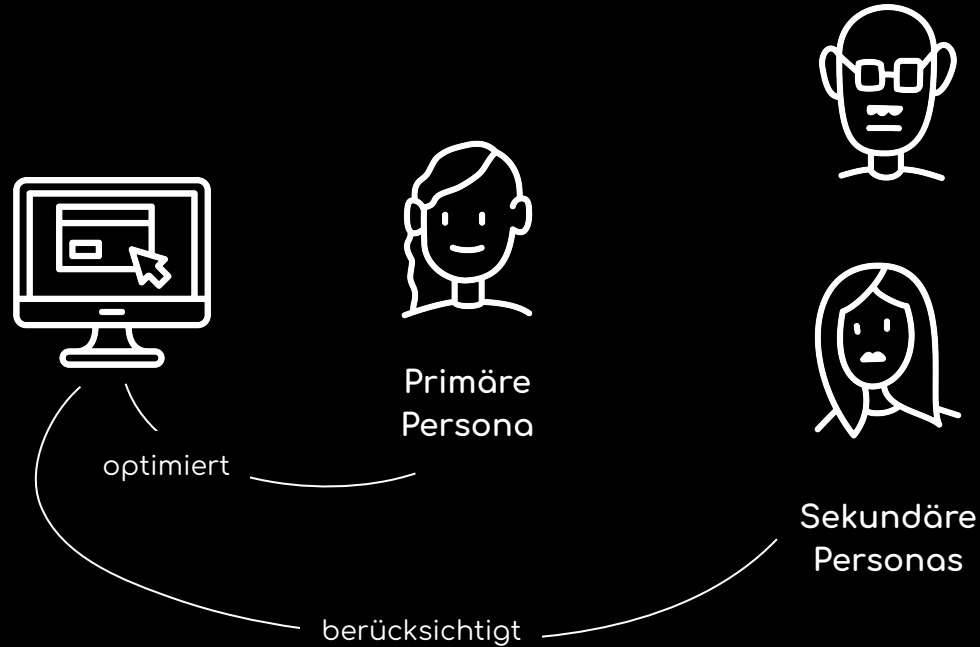 Primäre
Persona
optimiert
Sekundäre
Personas
berücksichtigt